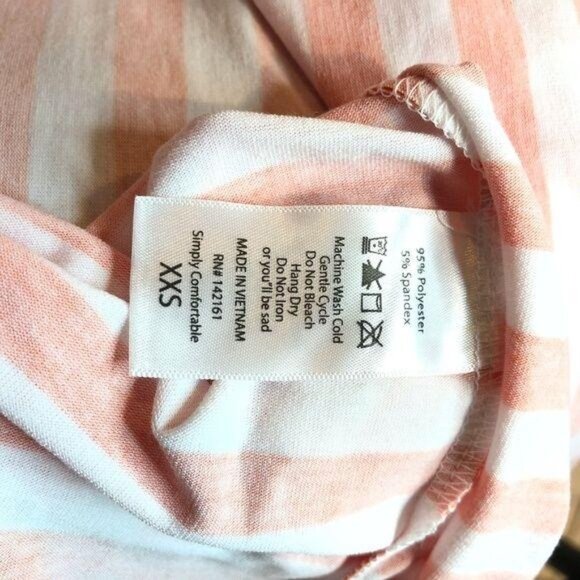 95% Polyester
5% Spandex
Machine Wash Cold
Gentle Cycle
Do Not Bleach
Hang Dry
Do Not Iron
or you'll be sad
MADE IN VIETNAM
RN# 142161
Simply Comfortable
XXS